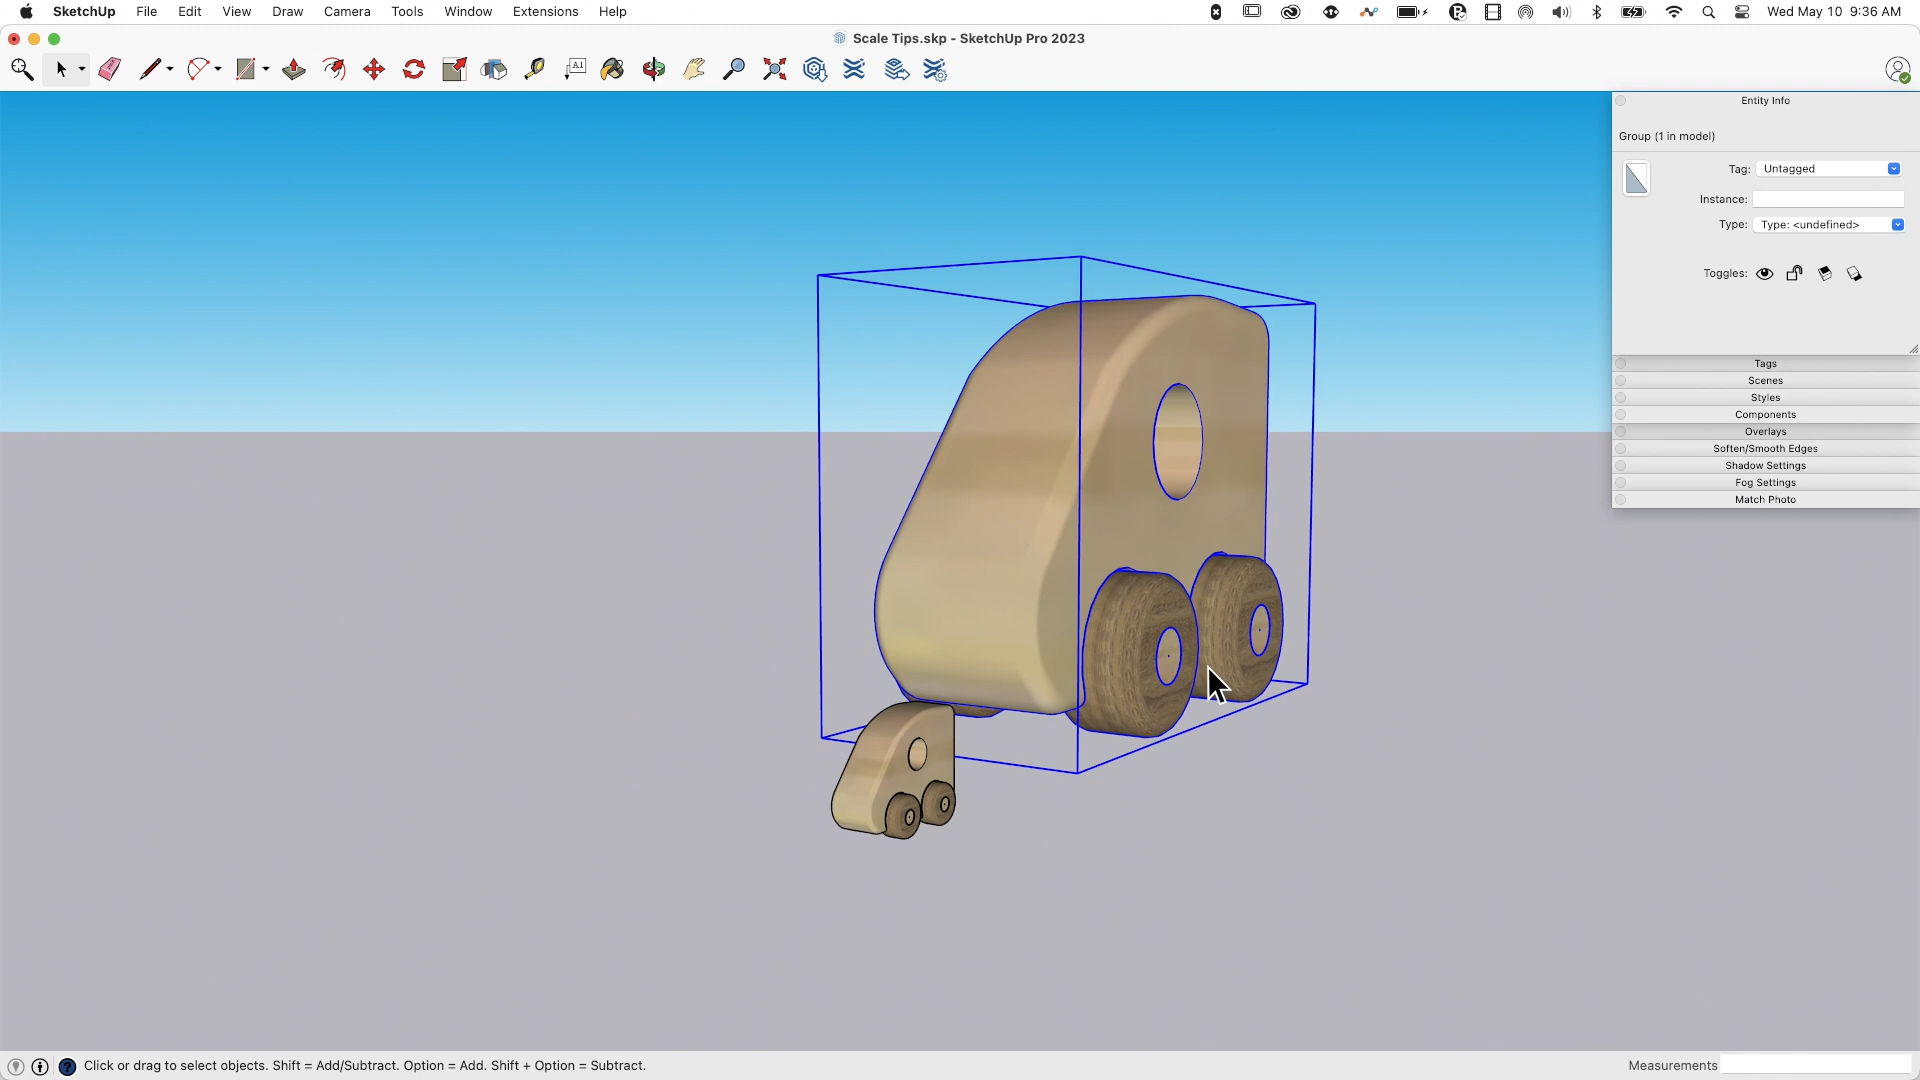 SketchUp File Edit View Draw Camera Tools Window Extensions Help Wed May 10 9:36 AM
Scale Tips.skp - SketchUp Pro 2023
A1
Entity Info
Group (1 in model)
Tag: Untagged
Instance:
Type: Type: <undefined>
Toggles:
Tags
Scenes
Styles
Components
Overlays
Soften/Smooth Edges
Shadow Settings
Fog Settings
Match Photo
Click or drag to select objects. Shift = Add/Subtract. Option = Add. Shift + Option = Subtract. Measurements